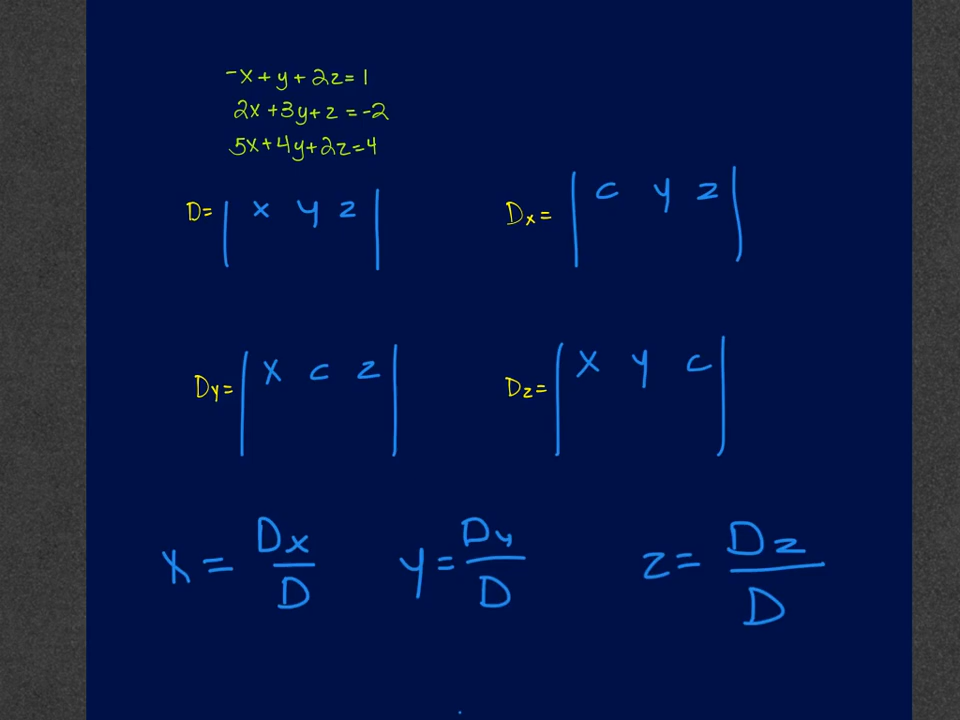 -x + y + 2z = 1
2x + 3y + z = -2
5x + 4y + 2z = 4
D = | x y z |
Dx = | c y z |
Dy = | x c z |
Dz = | x y c |
x = Dx/D y = Dy/D z = Dz/D